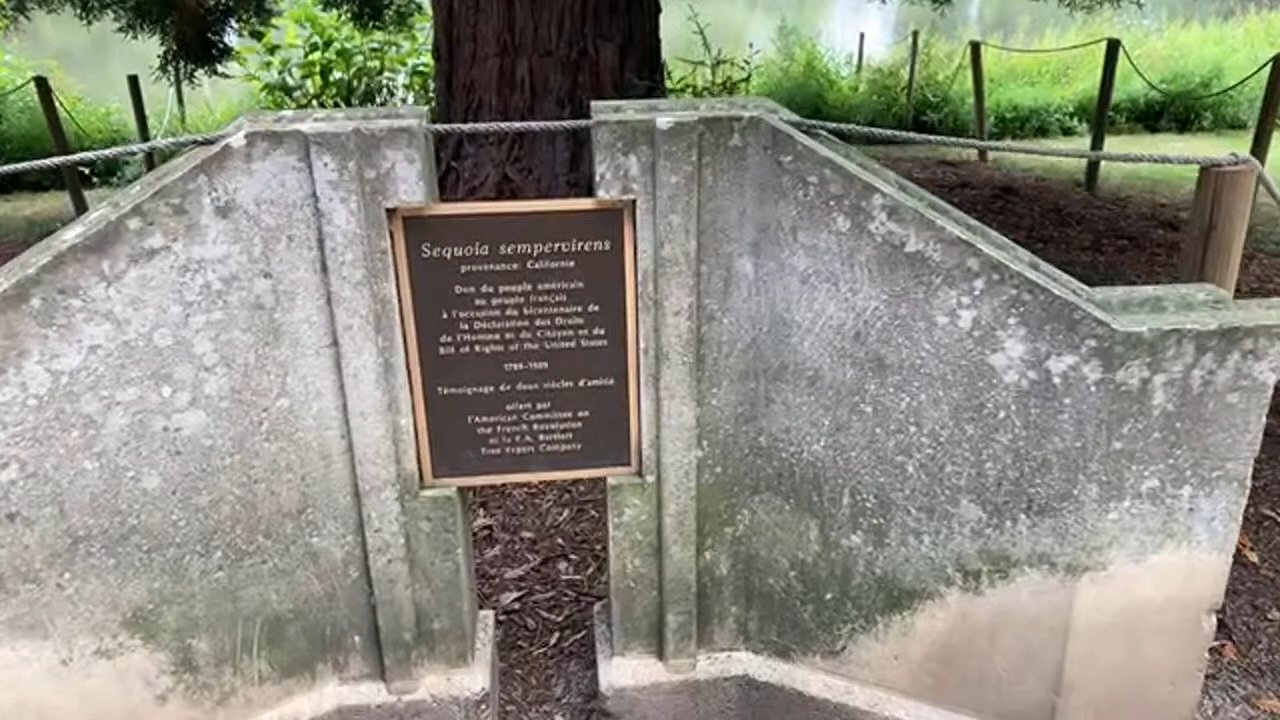 Sequoia sempervirens
provenance: Californie
Don du peuple américain
au peuple français
à l'occasion du bicentenaire de
la Déclaration des Droits
de l'Homme et du Citoyen et du
Bill of Rights of the United States
1789-1989
Témoignage de deux siècles d'amitié
offert par
l'American Committee on
the French Revolution
et la F.A. Bartlett
Tree Expert Company